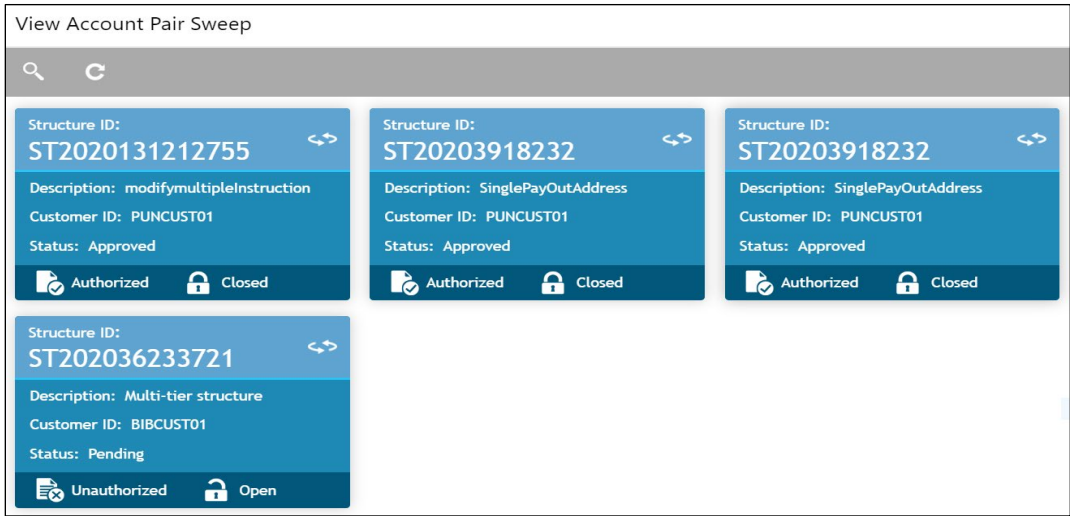 View Account Pair Sweep
Structure ID:
ST2020131212755
Description: modifymultipleInstruction
Customer ID: PUNCUST01
Status: Approved
Authorized Closed
Structure ID:
ST20203918232
Description: SinglePayOutAddress
Customer ID: PUNCUST01
Status: Approved
Authorized Closed
Structure ID:
ST20203918232
Description: SinglePayOutAddress
Customer ID: PUNCUST01
Status: Approved
Authorized Closed
Structure ID:
ST202036233721
Description: Multi-tier structure
Customer ID: BIBCUST01
Status: Pending
Unauthorized Open